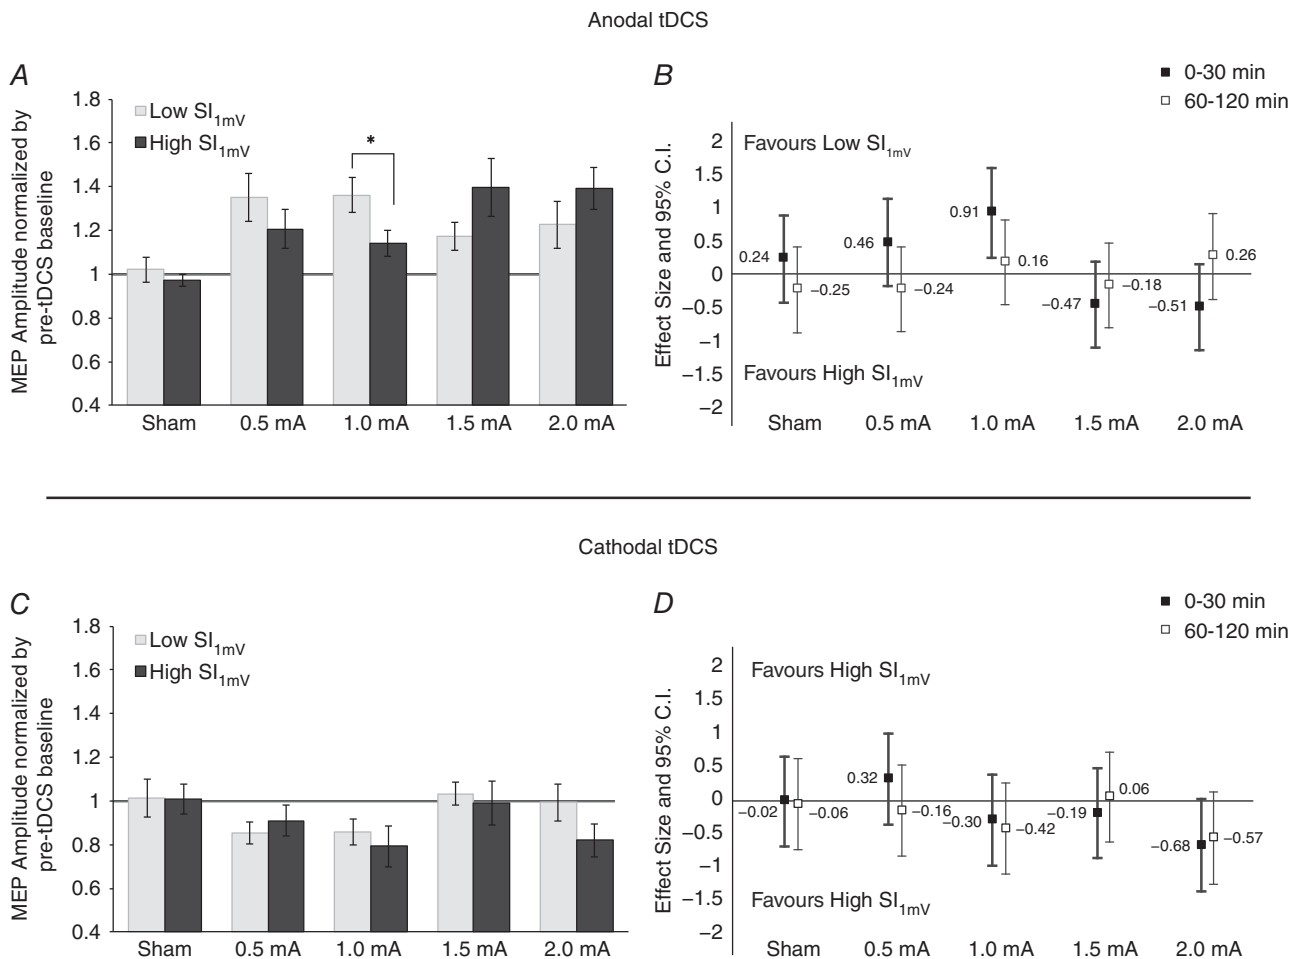 Anodal tDCS
A
MEP Amplitude normalized by
pre-tDCS baseline
1.8
1.6
1.4
1.2
1
0.8
0.6
0.4
Low SI1mV
High SI1mV
*
Sham 0.5 mA 1.0 mA 1.5 mA 2.0 mA
B
0-30 min
60-120 min
Effect Size and 95% C.I.
2
1.5
1
0.5
0
−0.5
−1
−1.5
−2
Favours Low SI1mV
0.24
−0.25
0.46
−0.24
0.91
0.16
−0.47
−0.18
−0.51
0.26
Favours High SI1mV
Sham 0.5 mA 1.0 mA 1.5 mA 2.0 mA
Cathodal tDCS
C
MEP Amplitude normalized by
pre-tDCS baseline
1.8
1.6
1.4
1.2
1
0.8
0.6
0.4
Low SI1mV
High SI1mV
Sham 0.5 mA 1.0 mA 1.5 mA 2.0 mA
D
0-30 min
60-120 min
Effect Size and 95% C.I.
2
1.5
1
0.5
0
−0.5
−1
−1.5
−2
Favours High SI1mV
−0.02
−0.06
0.32
−0.16
−0.30
−0.42
−0.19
0.06
−0.68
−0.57
Favours High SI1mV
Sham 0.5 mA 1.0 mA 1.5 mA 2.0 mA